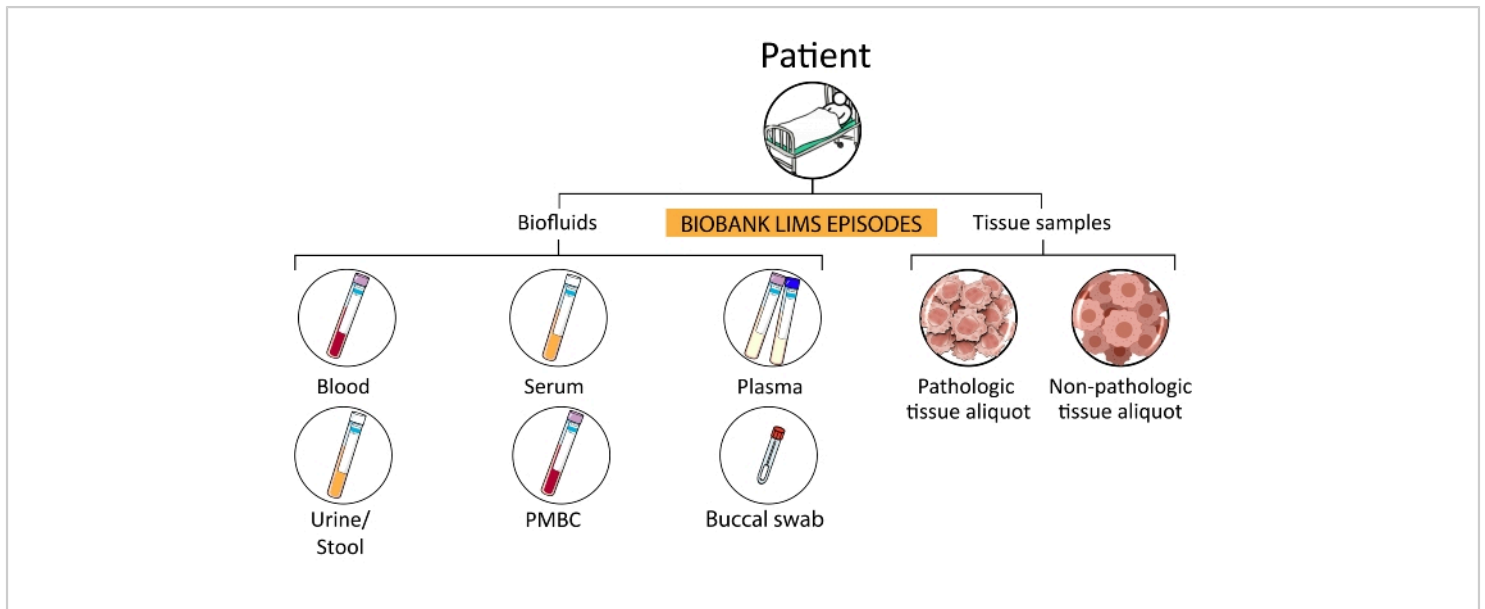 Patient
Biofluids
BIOBANK LIMS EPISODES
Tissue samples
Blood
Serum
Plasma
Pathologic
tissue aliquot
Non-pathologic
tissue aliquot
Urine/
Stool
PMBC
Buccal swab